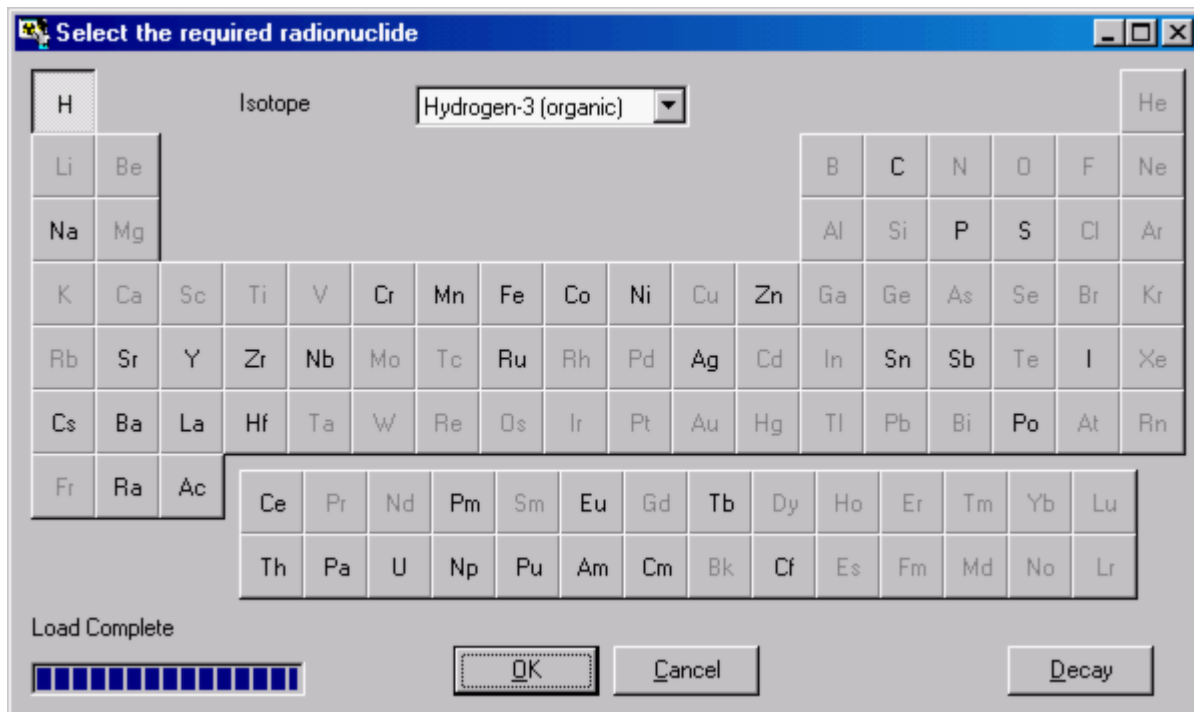 Select the required radionuclide
H Isotope Hydrogen-3 (organic) He
Li Be B C N O F Ne
Na Mg Al Si P S Cl Ar
K Ca Sc Ti V Cr Mn Fe Co Ni Cu Zn Ga Ge As Se Br Kr
Rb Sr Y Zr Nb Mo Tc Ru Rh Pd Ag Cd In Sn Sb Te I Xe
Cs Ba La Hf Ta W Re Os Ir Pt Au Hg Tl Pb Bi Po At Rn
Fr Ra Ac
Ce Pr Nd Pm Sm Eu Gd Tb Dy Ho Er Tm Yb Lu
Th Pa U Np Pu Am Cm Bk Cf Es Fm Md No Lr
Load Complete
OK Cancel Decay